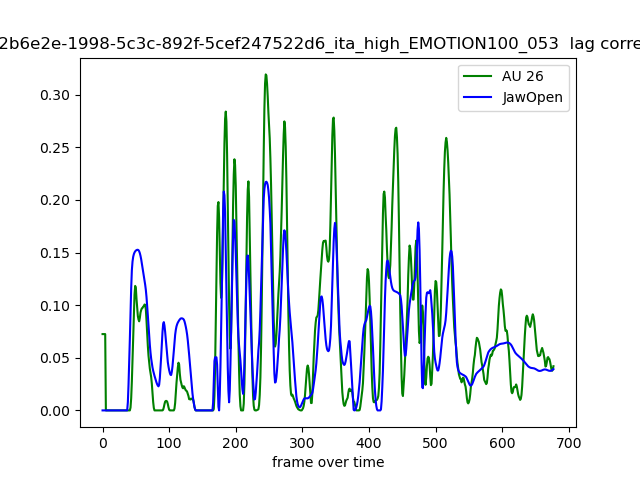 2b6e2e-1998-5c3c-892f-5cef247522d6_ita_high_EMOTION100_053 lag corre
AU 26
JawOpen
0.30
0.25
0.20
0.15
0.10
0.05
0.00
0 100 200 300 400 500 600 700
frame over time